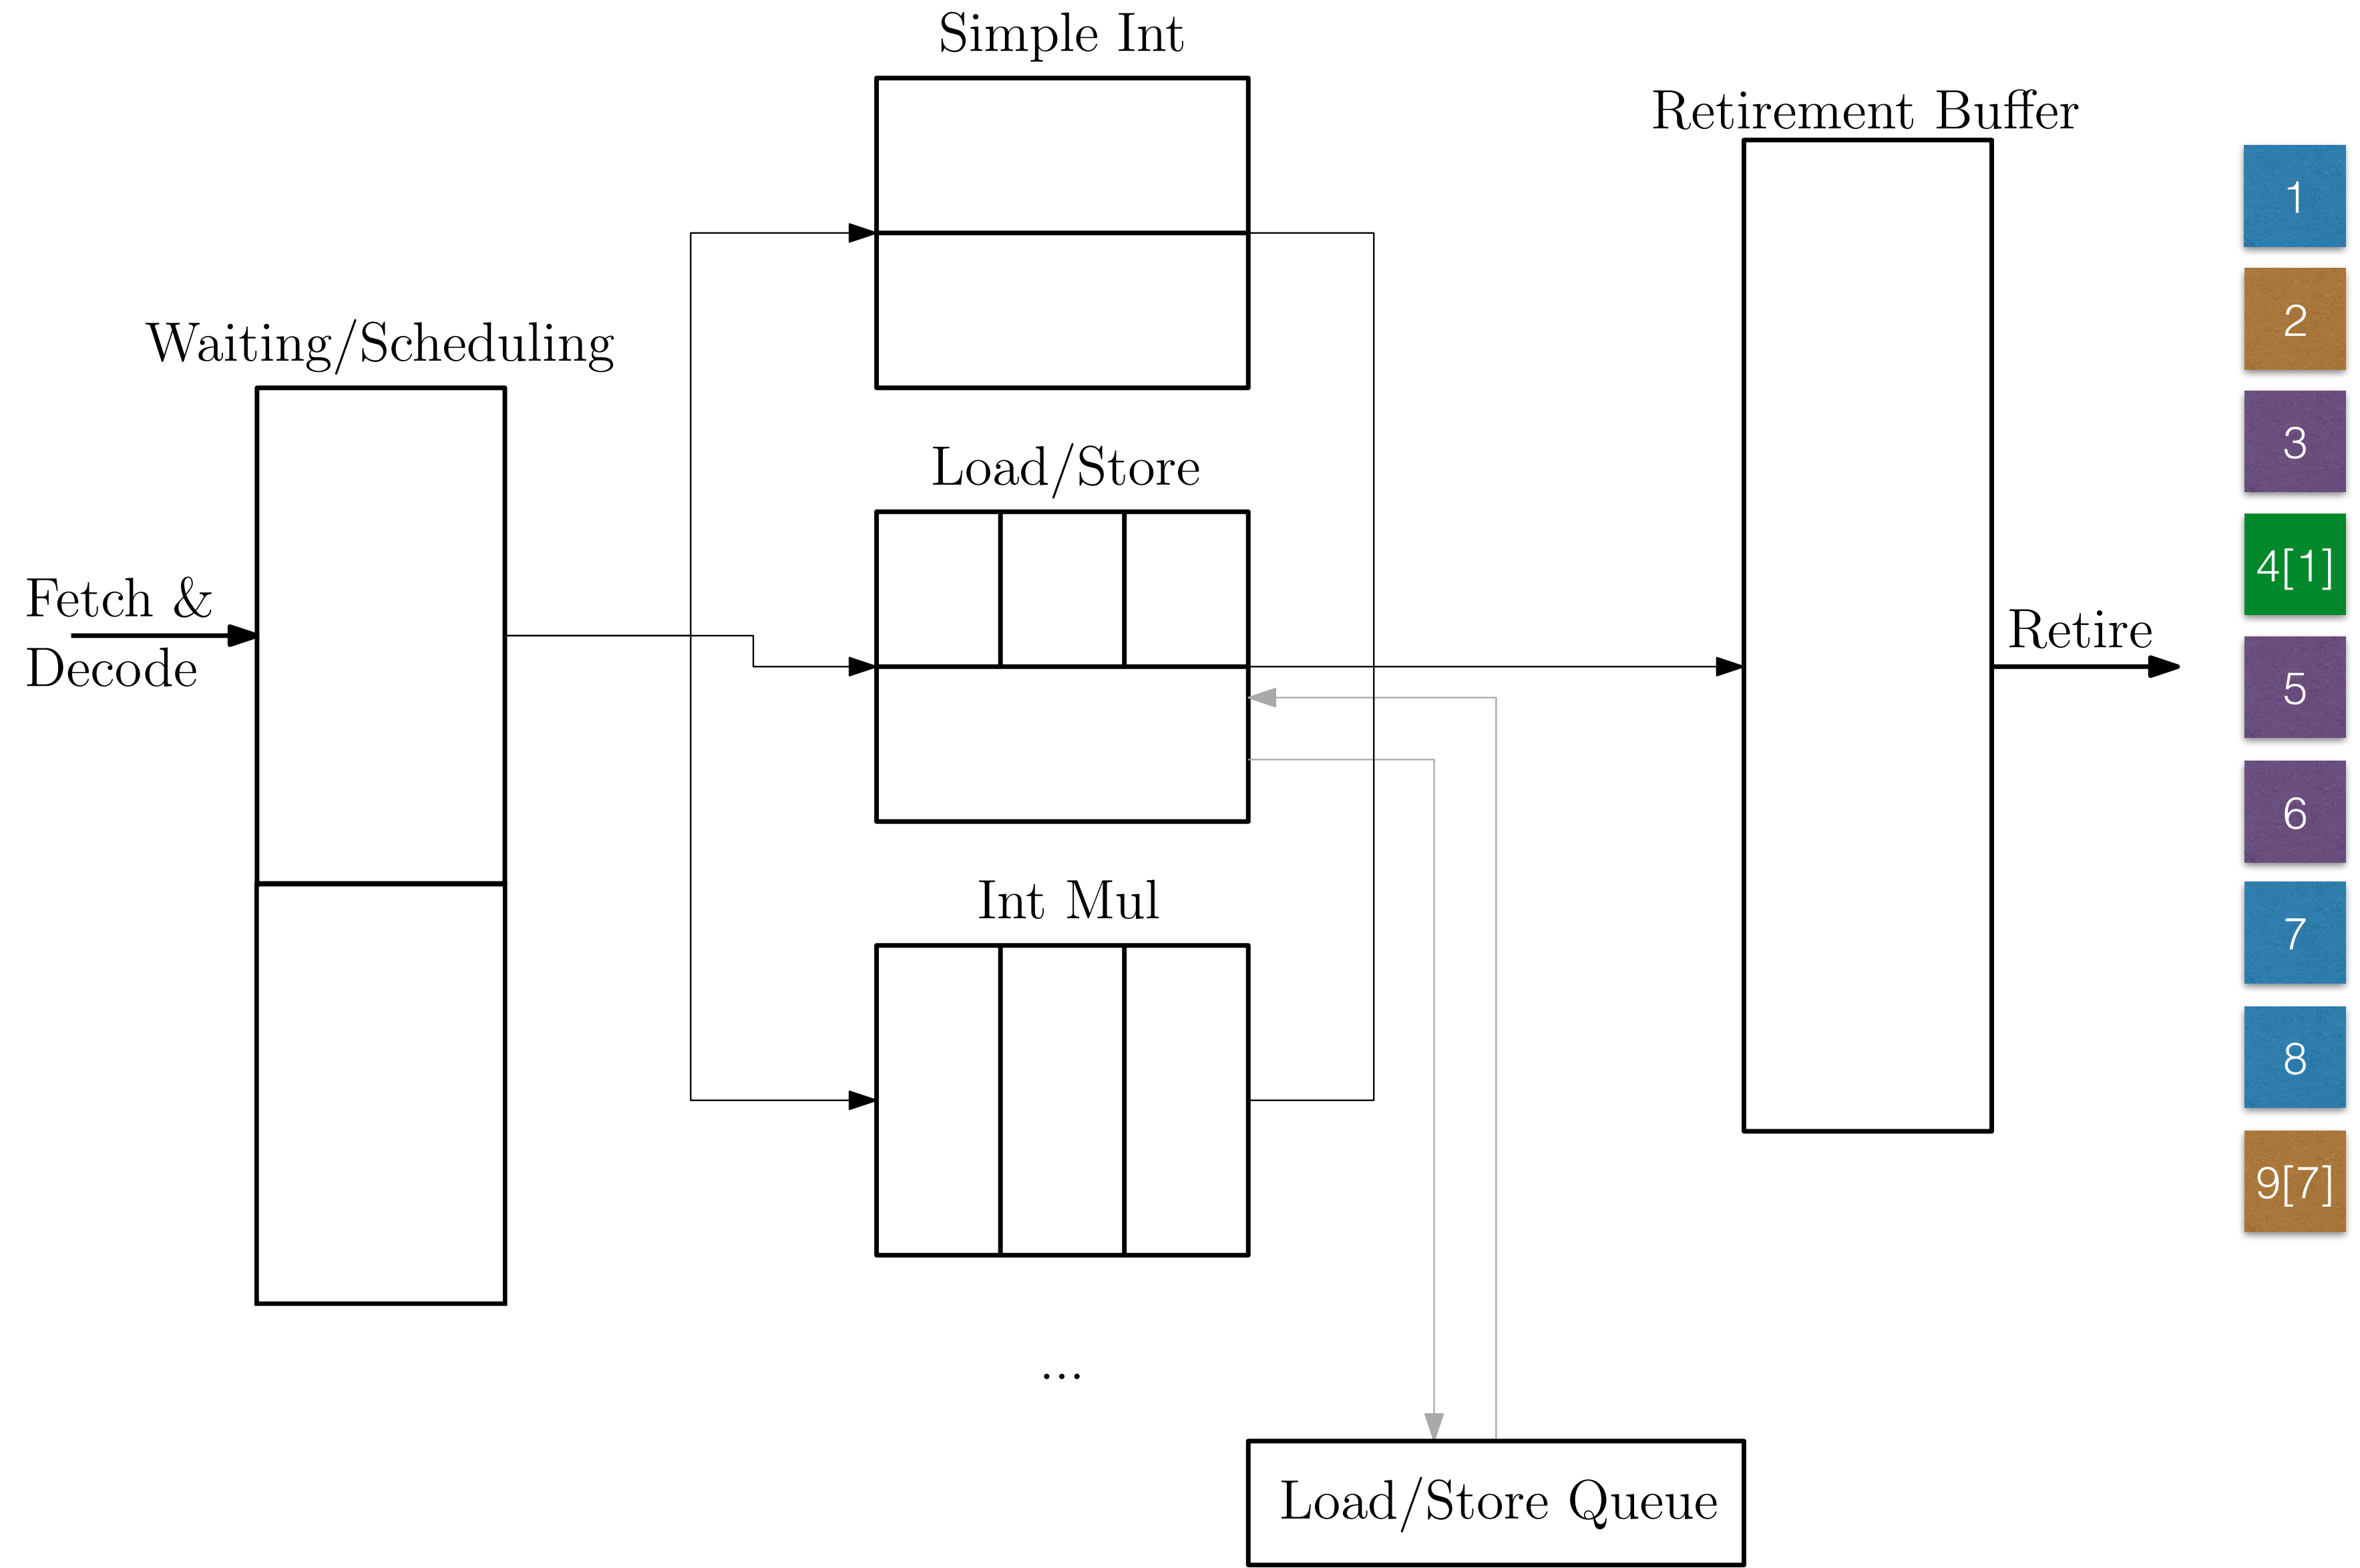 Simple Int
Retirement Buffer
Waiting/Scheduling
Load/Store
Fetch &
Decode
Retire
Int Mul
...
Load/Store Queue
1
2
3
4[1]
5
6
7
8
9[7]